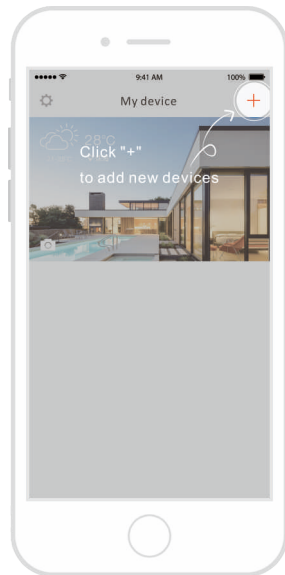 9:41 AM
100%
My device
+
28°C
Click "+"
to add new devices